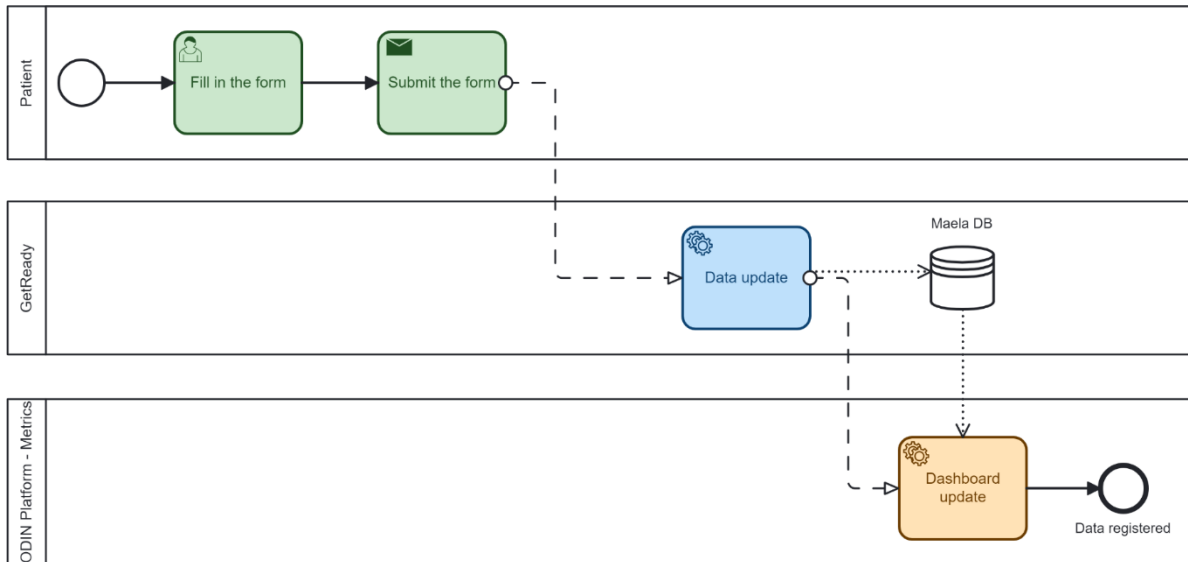 Patient
Fill in the form
Submit the form
GetReady
Data update
Maela DB
ODIN Platform - Metrics
Dashboard
update
Data registered